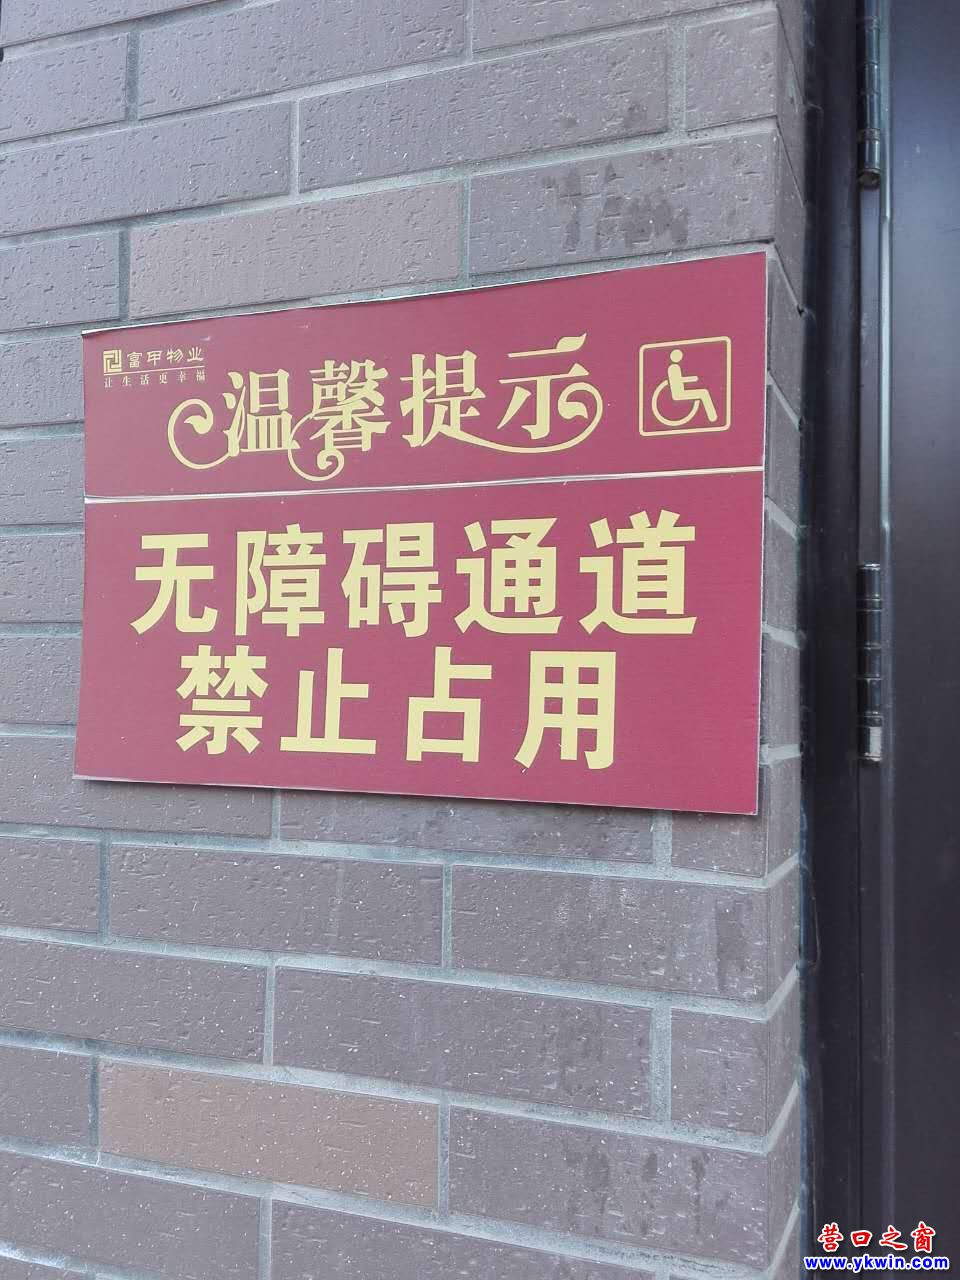 富甲物业
让生活更幸福
温馨提示
无障碍通道
禁止占用
营口之窗
www.ykwin.com